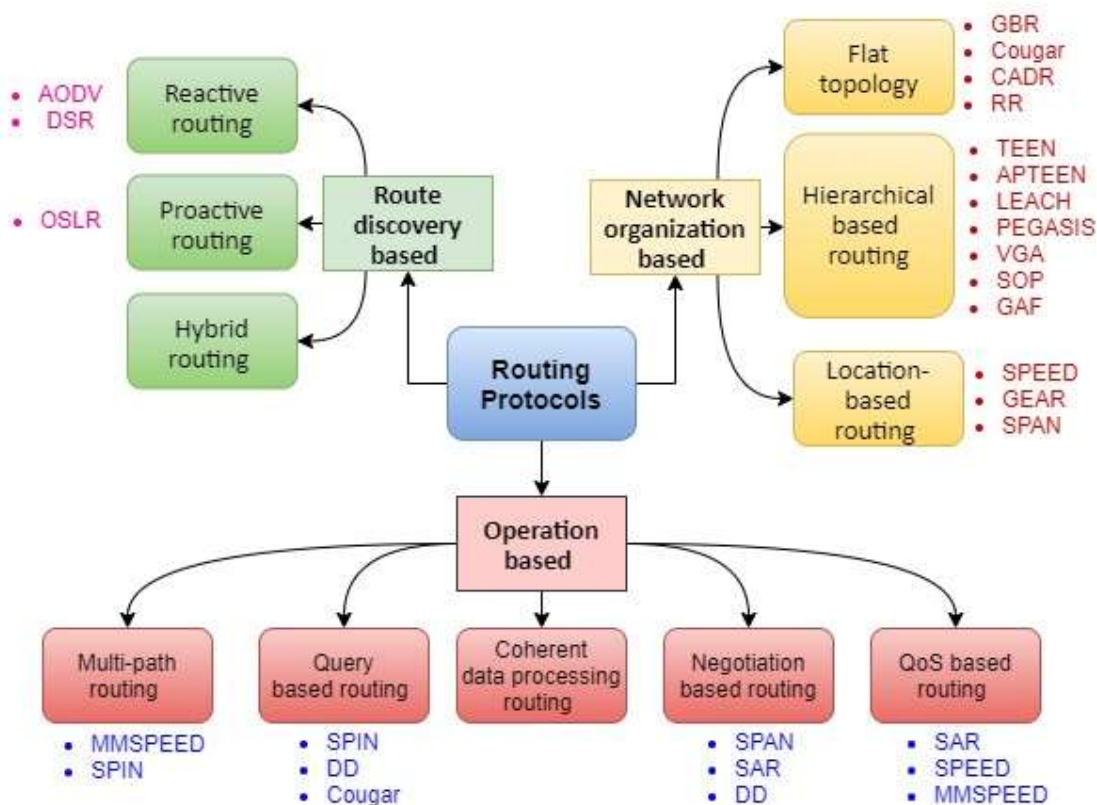 Reactive
routing
AODV
DSR
Proactive
routing
OSLR
Hybrid
routing
Route
discovery
based
Network
organization
based
Flat
topology
GBR
Cougar
CADR
RR
Hierarchical
based
routing
TEEN
APTEEN
LEACH
PEGASIS
VGA
SOP
GAF
Location-
based
routing
SPEED
GEAR
SPAN
Routing
Protocols
Operation
based
Multi-path
routing
MMSPEED
SPIN
Query
based routing
SPIN
DD
Cougar
Coherent
data processing
routing
Negotiation
based routing
SPAN
SAR
DD
QoS based
routing
SAR
SPEED
MMSPEED